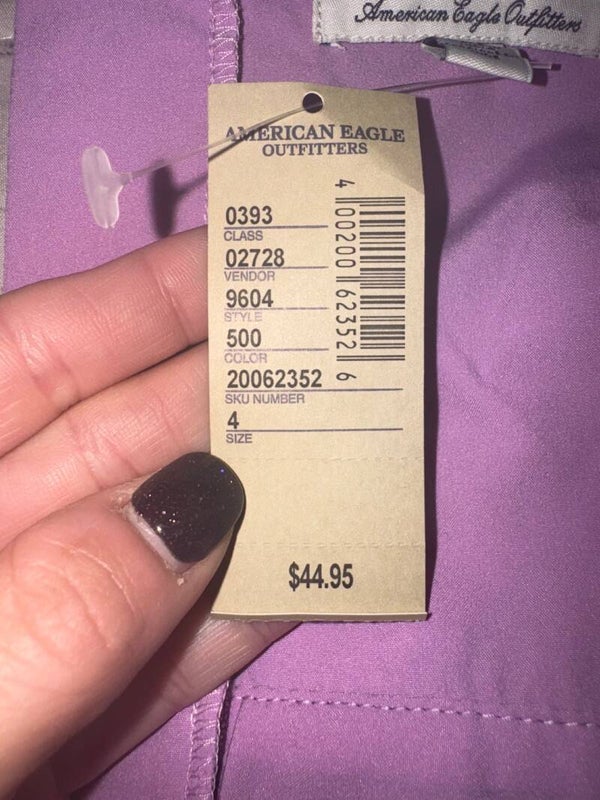 American Eagle Outfitters
AMERICAN EAGLE
OUTFITTERS
0393
CLASS
02728
VENDOR
9604
STYLE
500
COLOR
20062352
SKU NUMBER
4
SIZE
4 00200 62352 6
$44.95